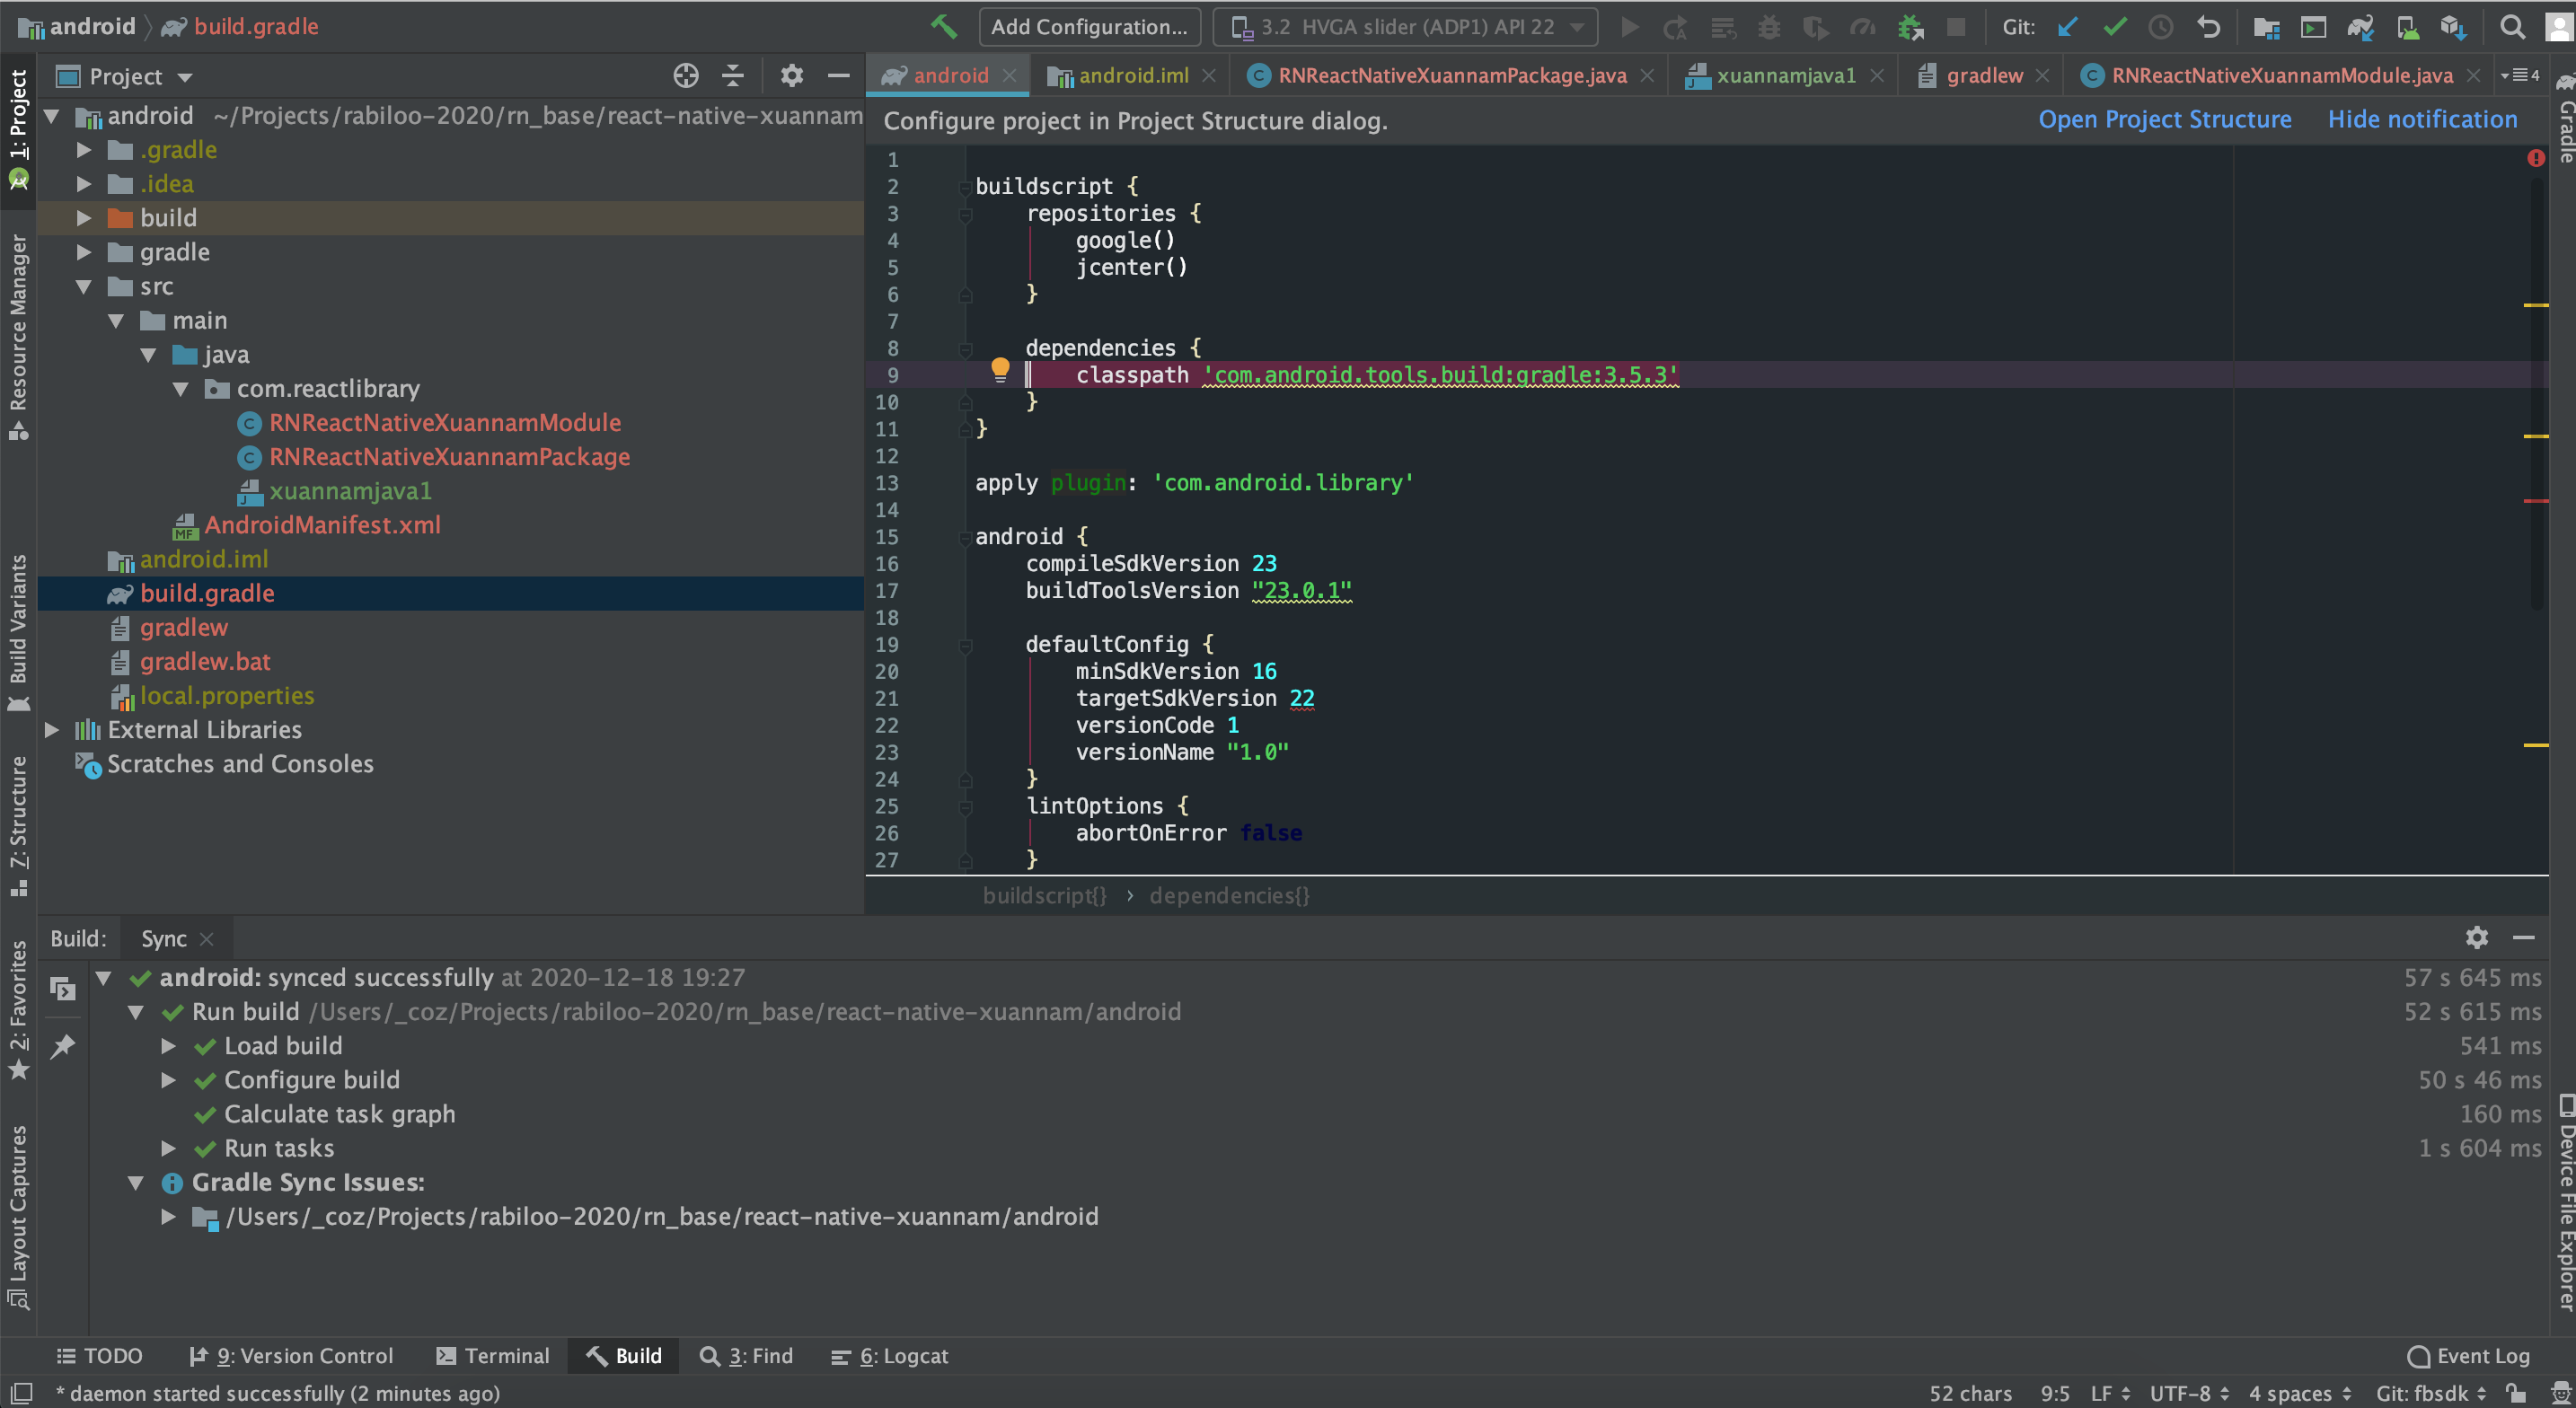 android
build.gradle
Add Configuration...
3.2 HVGA slider (ADP1) API 22
Git:
Project
android
android.iml
RNReactNativeXuannamPackage.java
xuannamjava1
gradlew
RNReactNativeXuannamModule.java
4
1: Project
Resource Manager
Build Variants
7: Structure
2: Favorites
Layout Captures
android ~/Projects/rabiloo-2020/rn_base/react-native-xuannam
.gradle
.idea
build
gradle
src
main
java
com.reactlibrary
RNReactNativeXuannamModule
RNReactNativeXuannamPackage
xuannamjava1
AndroidManifest.xml
android.iml
build.gradle
gradlew
gradlew.bat
local.properties
External Libraries
Scratches and Consoles
Configure project in Project Structure dialog.
Open Project Structure
Hide notification
1
2 buildscript {
3 repositories {
4 google()
5 jcenter()
6 }
7
8 dependencies {
9 classpath 'com.android.tools.build:gradle:3.5.3'
10 }
11 }
12
13 apply plugin: 'com.android.library'
14
15 android {
16 compileSdkVersion 23
17 buildToolsVersion "23.0.1"
18
19 defaultConfig {
20 minSdkVersion 16
21 targetSdkVersion 22
22 versionCode 1
23 versionName "1.0"
24 }
25 lintOptions {
26 abortOnError false
27 }
buildscript{} › dependencies{}
Gradle
Device File Explorer
Build:
Sync
android: synced successfully at 2020-12-18 19:27 57 s 645 ms
Run build /Users/_coz/Projects/rabiloo-2020/rn_base/react-native-xuannam/android 52 s 615 ms
Load build 541 ms
Configure build 50 s 46 ms
Calculate task graph 160 ms
Run tasks 1 s 604 ms
Gradle Sync Issues:
/Users/_coz/Projects/rabiloo-2020/rn_base/react-native-xuannam/android
TODO
9: Version Control
Terminal
Build
3: Find
6: Logcat
Event Log
* daemon started successfully (2 minutes ago)
52 chars
9:5
LF
UTF-8
4 spaces
Git: fbsdk